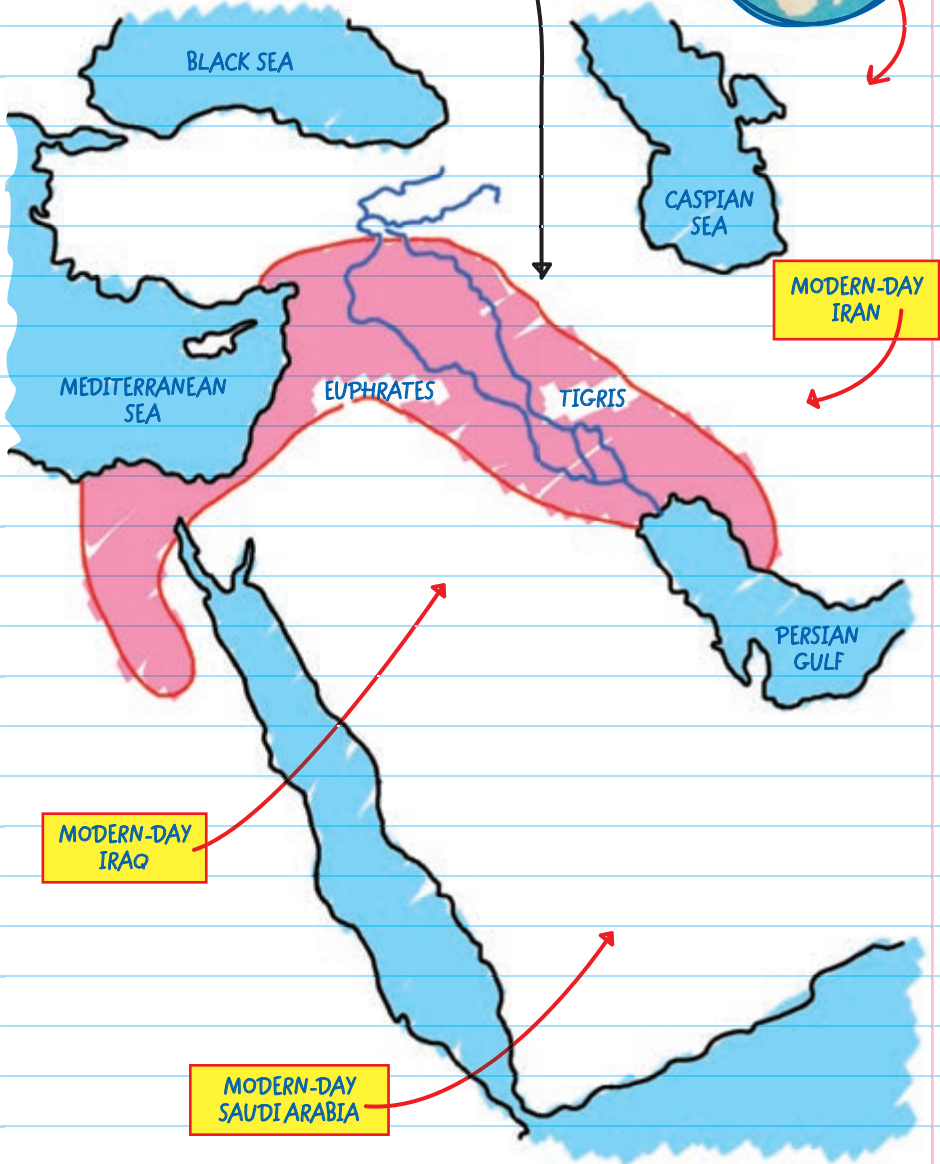 BLACK SEA
CASPIAN
SEA
MODERN-DAY
IRAN
MEDITERRANEAN
SEA
EUPHRATES
TIGRIS
PERSIAN
GULF
MODERN-DAY
IRAQ
MODERN-DAY
SAUDI ARABIA